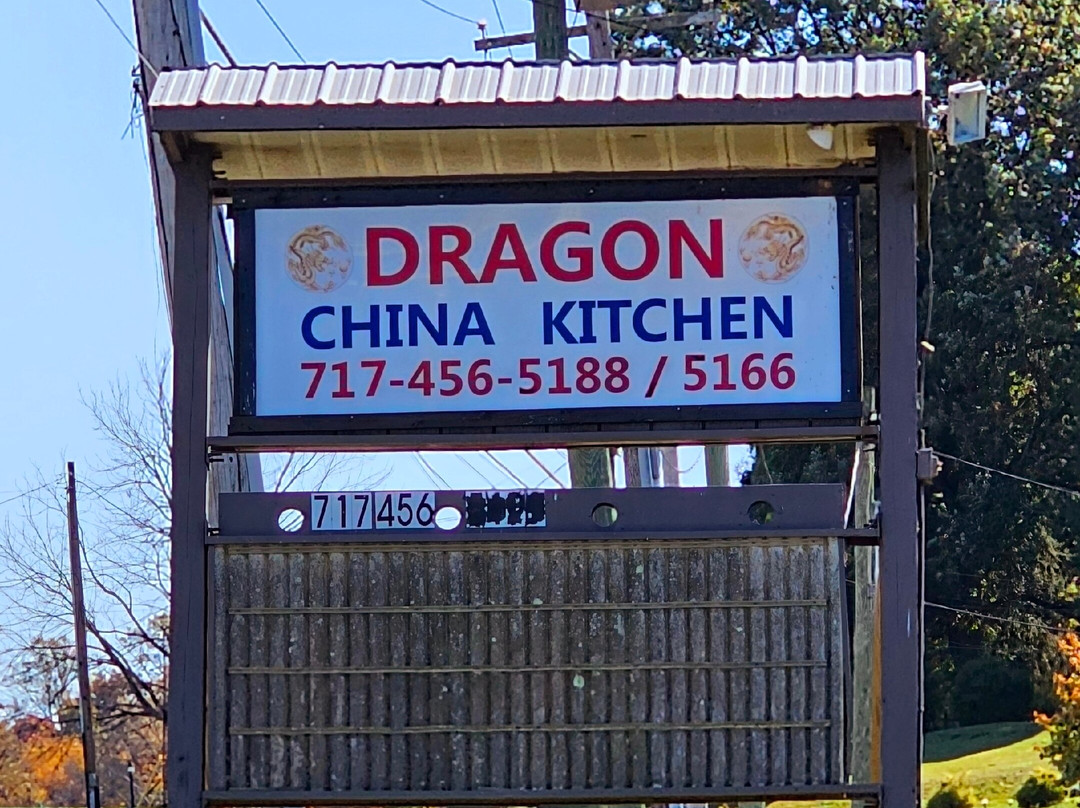 DRAGON
CHINA KITCHEN
717-456-5188 / 5166
717 456